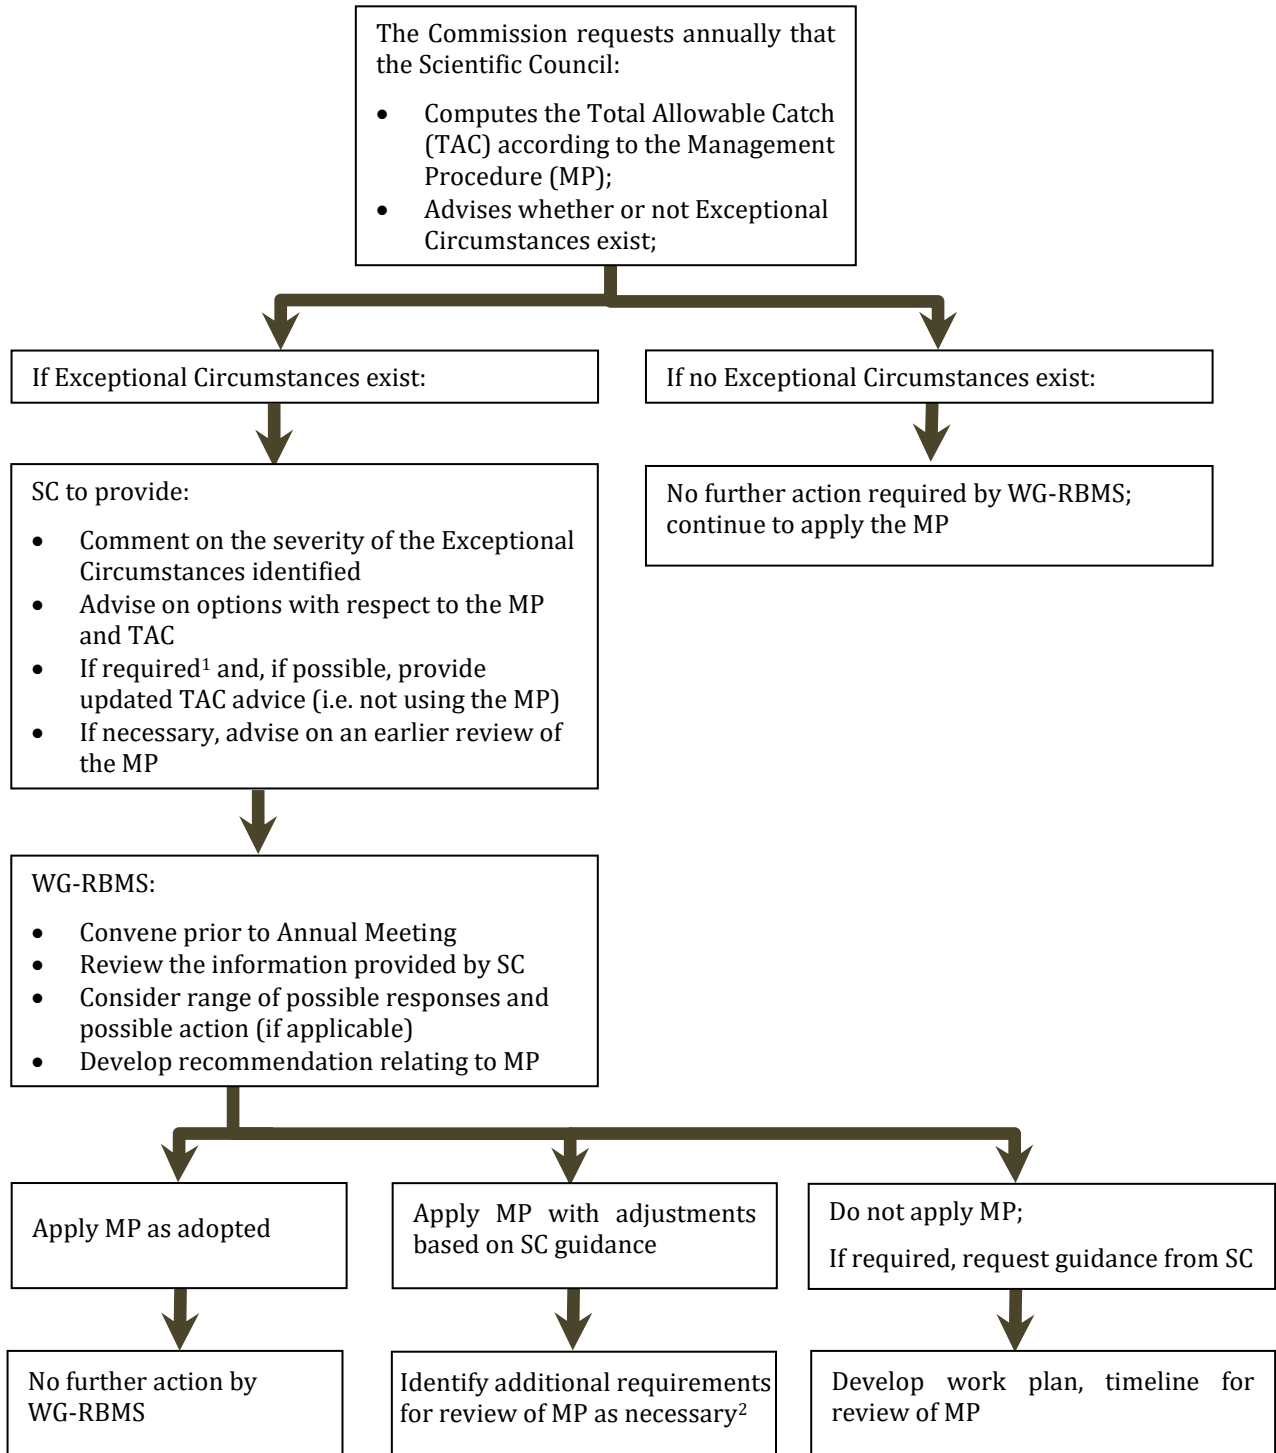 The Commission requests annually that
the Scientific Council:
• Computes the Total Allowable Catch
(TAC) according to the Management
Procedure (MP);
• Advises whether or not Exceptional
Circumstances exist;
If Exceptional Circumstances exist:
If no Exceptional Circumstances exist:
SC to provide:
• Comment on the severity of the Exceptional
Circumstances identified
• Advise on options with respect to the MP
and TAC
• If required¹ and, if possible, provide
updated TAC advice (i.e. not using the MP)
• If necessary, advise on an earlier review of
the MP
No further action required by WG-RBMS;
continue to apply the MP
WG-RBMS:
• Convene prior to Annual Meeting
• Review the information provided by SC
• Consider range of possible responses and
possible action (if applicable)
• Develop recommendation relating to MP
Apply MP as adopted
Apply MP with adjustments
based on SC guidance
Do not apply MP;
If required, request guidance from SC
No further action by
WG-RBMS
Identify additional requirements
for review of MP as necessary²
Develop work plan, timeline for
review of MP